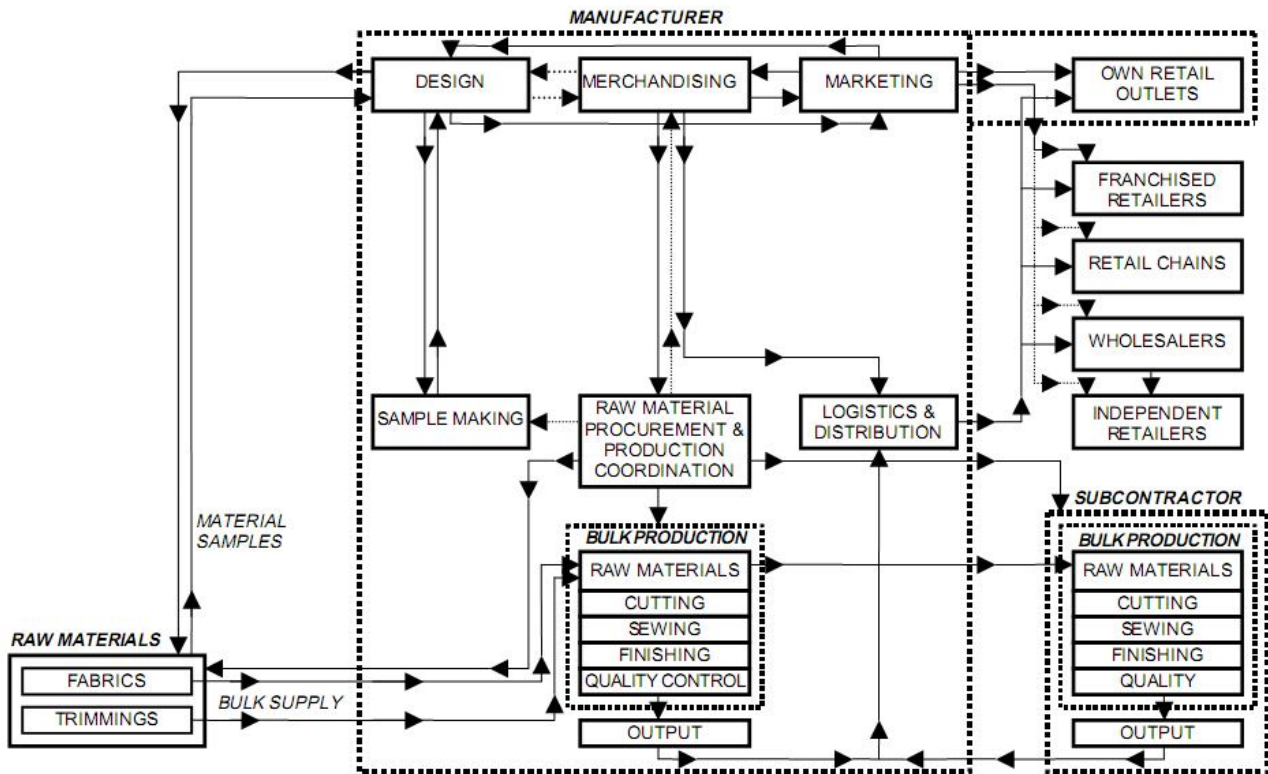 MANUFACTURER
DESIGN
MERCHANDISING
MARKETING
OWN RETAIL
OUTLETS
FRANCHISED
RETAILERS
RETAIL CHAINS
WHOLESALERS
INDEPENDENT
RETAILERS
SAMPLE MAKING
RAW MATERIAL
PROCUREMENT &
PRODUCTION
COORDINATION
LOGISTICS &
DISTRIBUTION
MATERIAL
SAMPLES
SUBCONTRACTOR
BULK PRODUCTION
RAW MATERIALS
CUTTING
SEWING
FINISHING
QUALITY CONTROL
OUTPUT
BULK PRODUCTION
RAW MATERIALS
CUTTING
SEWING
FINISHING
QUALITY
OUTPUT
RAW MATERIALS
FABRICS
TRIMMINGS
BULK SUPPLY